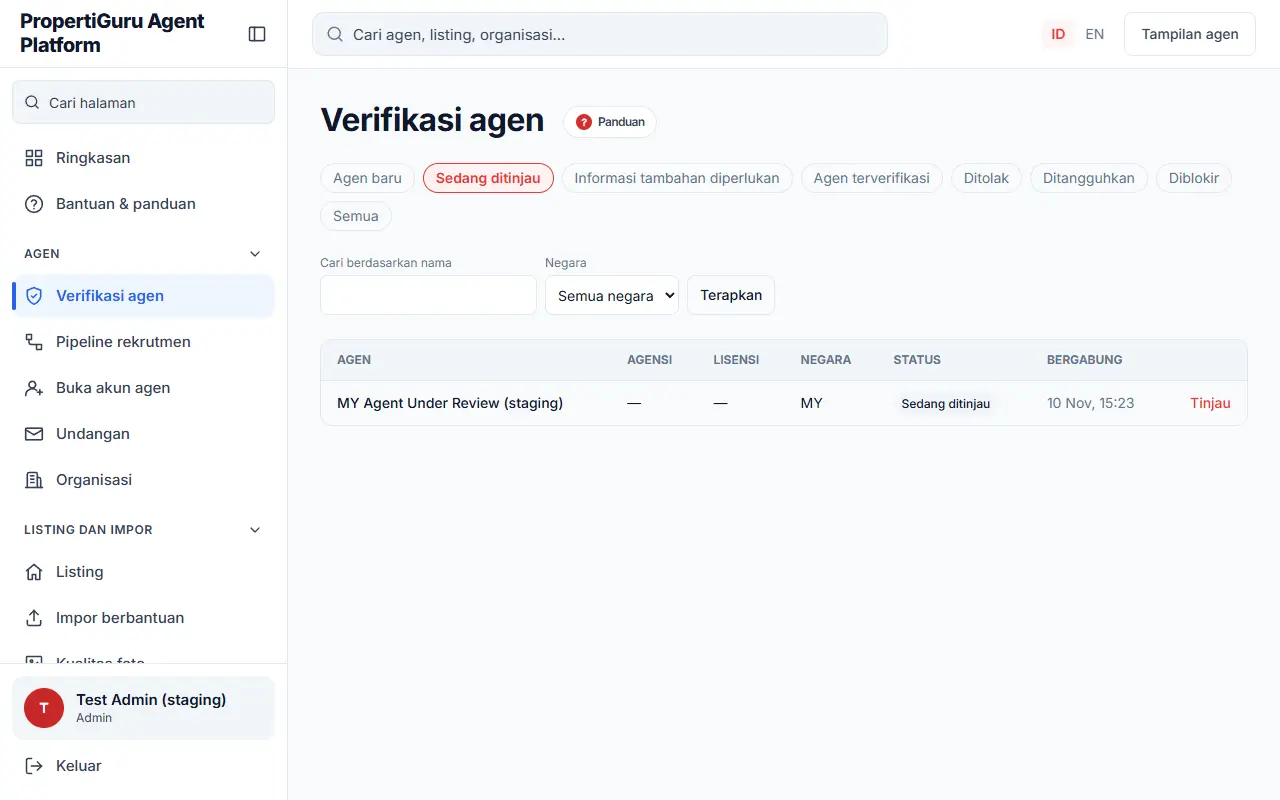 PropertiGuru Agent
Platform
Cari halaman
Ringkasan
Bantuan & panduan
AGEN
Verifikasi agen
Pipeline rekrutmen
Buka akun agen
Undangan
Organisasi
LISTING DAN IMPOR
Listing
Impor berbantuan
Kualitas foto
T
Test Admin (staging)
Admin
Keluar
Cari agen, listing, organisasi...
ID EN Tampilan agen
Verifikasi agen ? Panduan
Agen baru Sedang ditinjau Informasi tambahan diperlukan Agen terverifikasi Ditolak Ditangguhkan Diblokir
Semua
Cari berdasarkan nama Negara
Semua negara Terapkan
AGEN AGENSI LISENSI NEGARA STATUS BERGABUNG
MY Agent Under Review (staging) — — MY Sedang ditinjau 10 Nov, 15:23 Tinjau